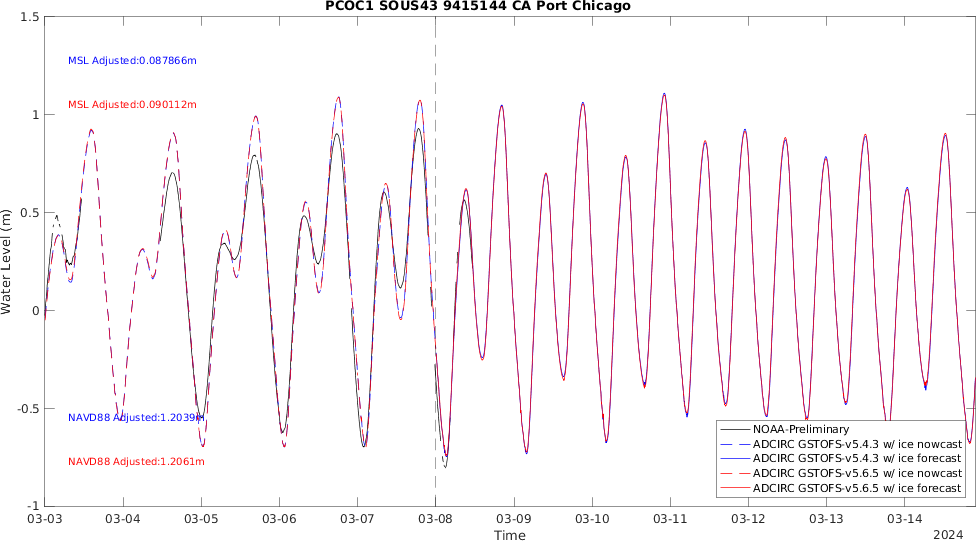 PCOC1 SOUS43 9415144 CA Port Chicago
1.5
MSL Adjusted:0.087866m
MSL Adjusted:0.090112m
1
0.5
Water Level (m)
0
-0.5
NAVD88 Adjusted:1.2039m
NAVD88 Adjusted:1.2061m
NOAA-Preliminary
ADCIRC GSTOFS-v5.4.3 w/ ice nowcast
ADCIRC GSTOFS-v5.4.3 w/ ice forecast
ADCIRC GSTOFS-v5.6.5 w/ ice nowcast
ADCIRC GSTOFS-v5.6.5 w/ ice forecast
-1
03-03 03-04 03-05 03-06 03-07 03-08 03-09 03-10 03-11 03-12 03-13 03-14
Time
2024